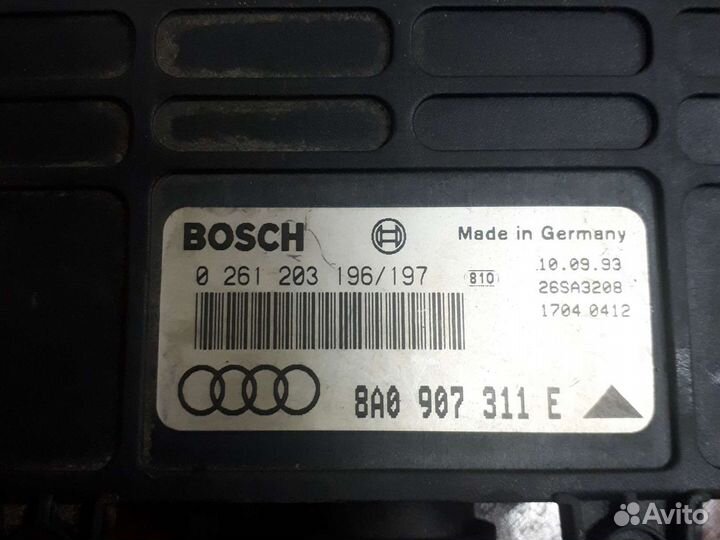 BOSCH
Made in Germany
0 261 203 196/197
810
10.09.93
26SA3208
1704 0412
8A0 907 311 E
Avito